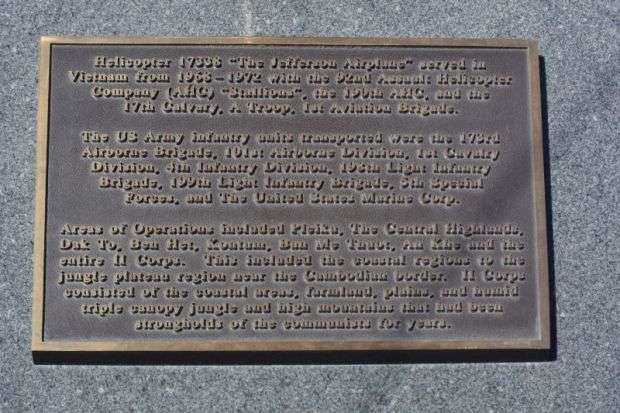 Helicopter 17338 "The Jefferson Airplane" served in
Vietnam from 1968-1972 with the 92nd Assault Helicopter
Company (AHC) "Stallions", the 190th AHC, and the
17th Calvary, A Troop, 1st Aviation Brigade.
The US Army infantry units transported were the 173rd
Airborne Brigade, 101st Airborne Division, 1st Cavalry
Division, 4th Infantry Division, 196th Light Infantry
Brigade, 199th Light Infantry Brigade, 5th Special
Forces, and The United States Marine Corp.
Areas of Operations included Pleiku, The Central Highlands,
Dak To, Ben Het, Kontum, Ban Me Thuot, An Khe and the
entire II Corps. This included the coastal regions to the
jungle plateau region near the Cambodian border. II Corps
consisted of the coastal areas, farmland, plains, and humid
triple canopy jungle and high mountains that had been
strongholds of the communists for years.